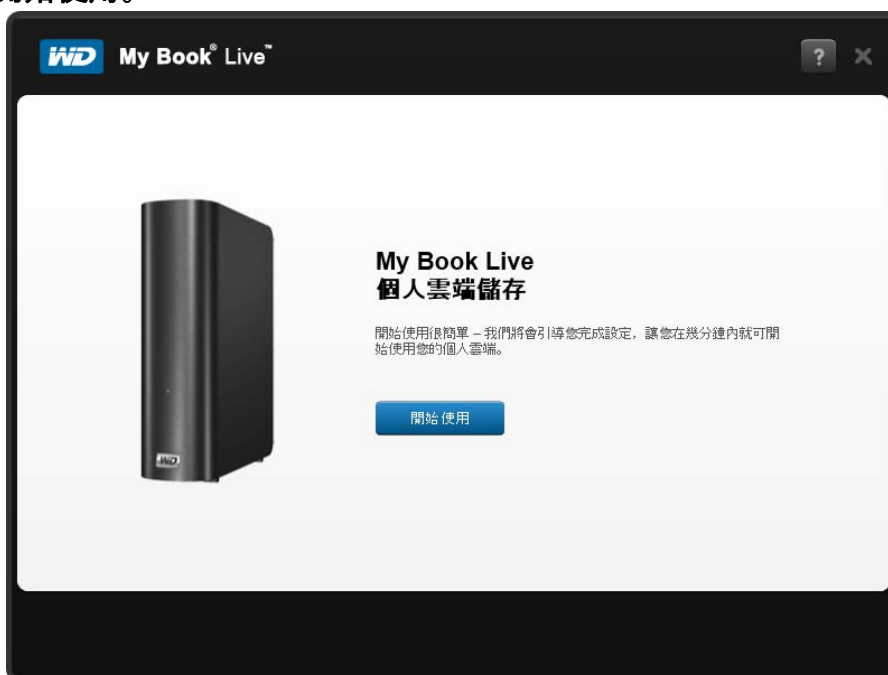 開始使用。
WD My Book® Live™
?
My Book Live
個人雲端儲存
開始使用很簡單 – 我們將會引導您完成設定，讓您在幾分鐘內就可開
始使用您的個人雲端。
開始使用
WD